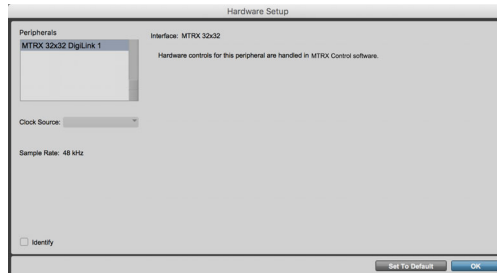 Hardware Setup
Peripherals
MTRX 32x32 DigiLink 1
Interface: MTRX 32x32
Hardware controls for this peripheral are handled in MTRX Control software.
Clock Source:
Sample Rate: 48 kHz
Identify
Set To Default
OK